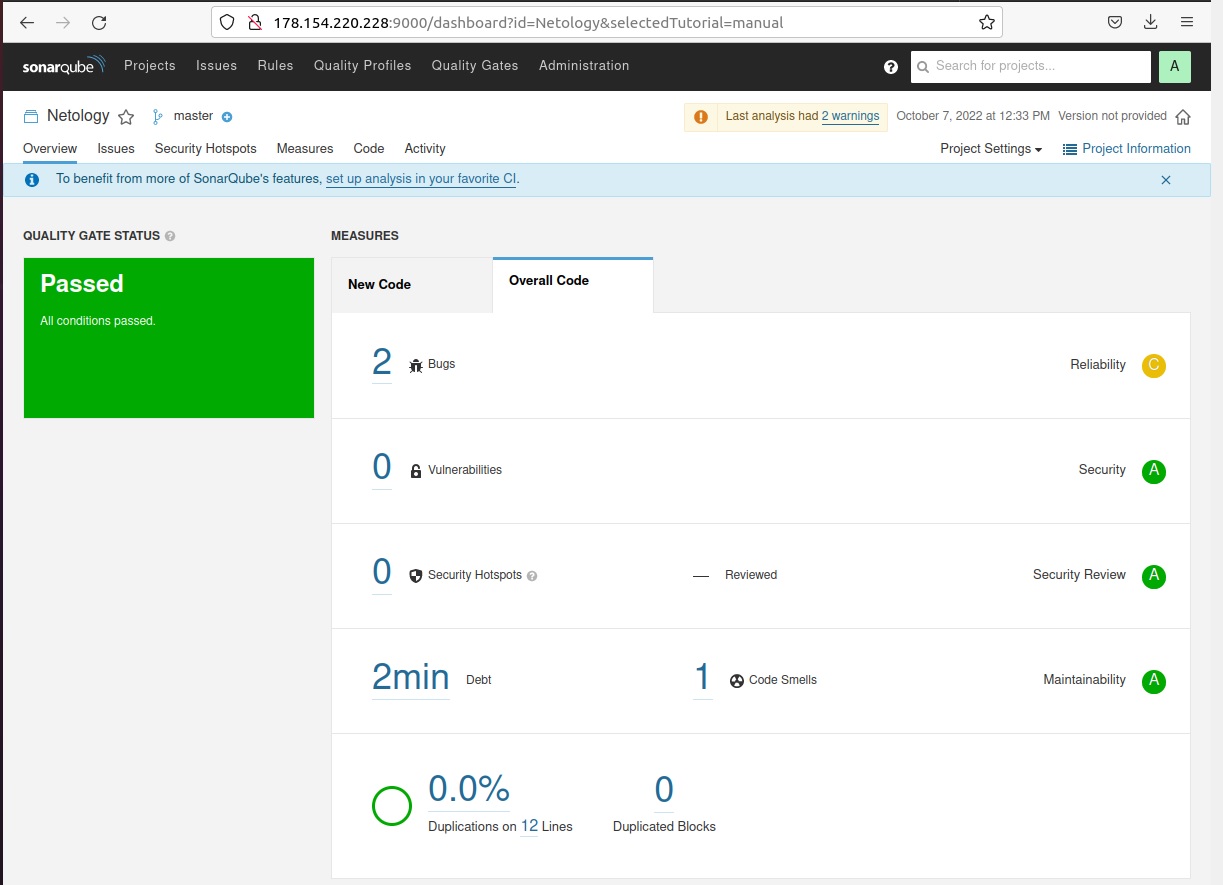 178.154.220.228:9000/dashboard?id=Netology&selectedTutorial=manual
sonarqube Projects Issues Rules Quality Profiles Quality Gates Administration ? Search for projects... A
Netology master Last analysis had 2 warnings October 7, 2022 at 12:33 PM Version not provided
Overview Issues Security Hotspots Measures Code Activity Project Settings Project Information
To benefit from more of SonarQube's features, set up analysis in your favorite CI.
QUALITY GATE STATUS ? MEASURES
Passed
All conditions passed.
New Code Overall Code
2 Bugs Reliability C
0 Vulnerabilities Security A
0 Security Hotspots ? — Reviewed Security Review A
2min Debt 1 Code Smells Maintainability A
0.0% 0
Duplications on 12 Lines Duplicated Blocks